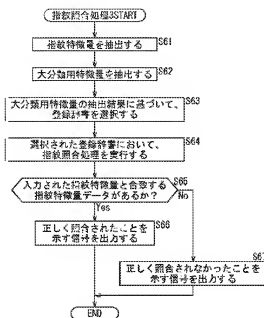 指紋照合処理3START
S61
指紋特徴量を抽出する
S62
大分類用特徴量を抽出する
S63
大分類用特徴量の抽出結果に基づいて、
登録辞書を選択する
S64
選択された登録辞書において、
指紋照合処理を実行する
S65
入力された指紋特徴量と合致する
指紋特徴量データがあるか?
Yes
No
S66
正しく照合されたことを
示す信号を出力する
S67
正しく照合されなかったことを
示す信号を出力する
END